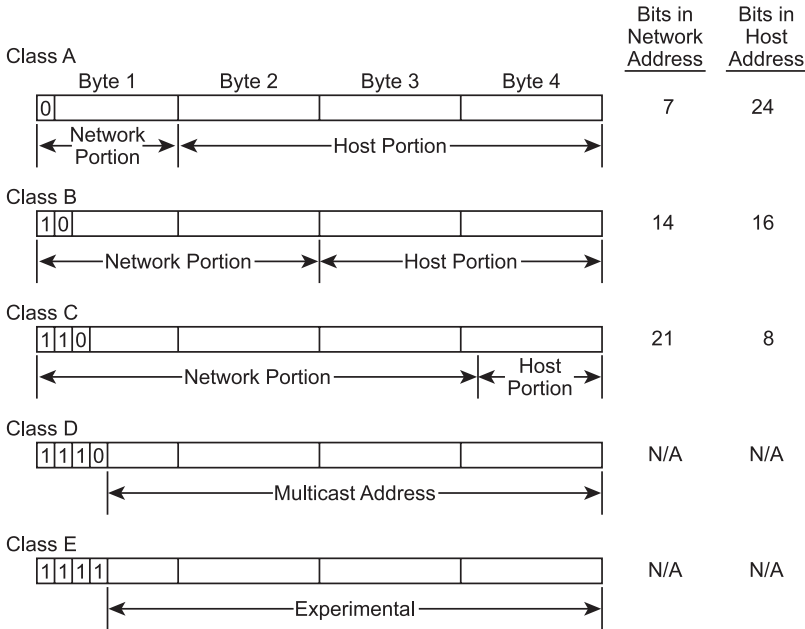 Bits in Network Address
Bits in Host Address
Class A
Byte 1 Byte 2 Byte 3 Byte 4
0
7 24
Network Portion
Host Portion
Class B
1 0
14 16
Network Portion Host Portion
Class C
1 1 0
21 8
Network Portion
Host Portion
Class D
1 1 1 0
N/A N/A
Multicast Address
Class E
1 1 1 1
N/A N/A
Experimental